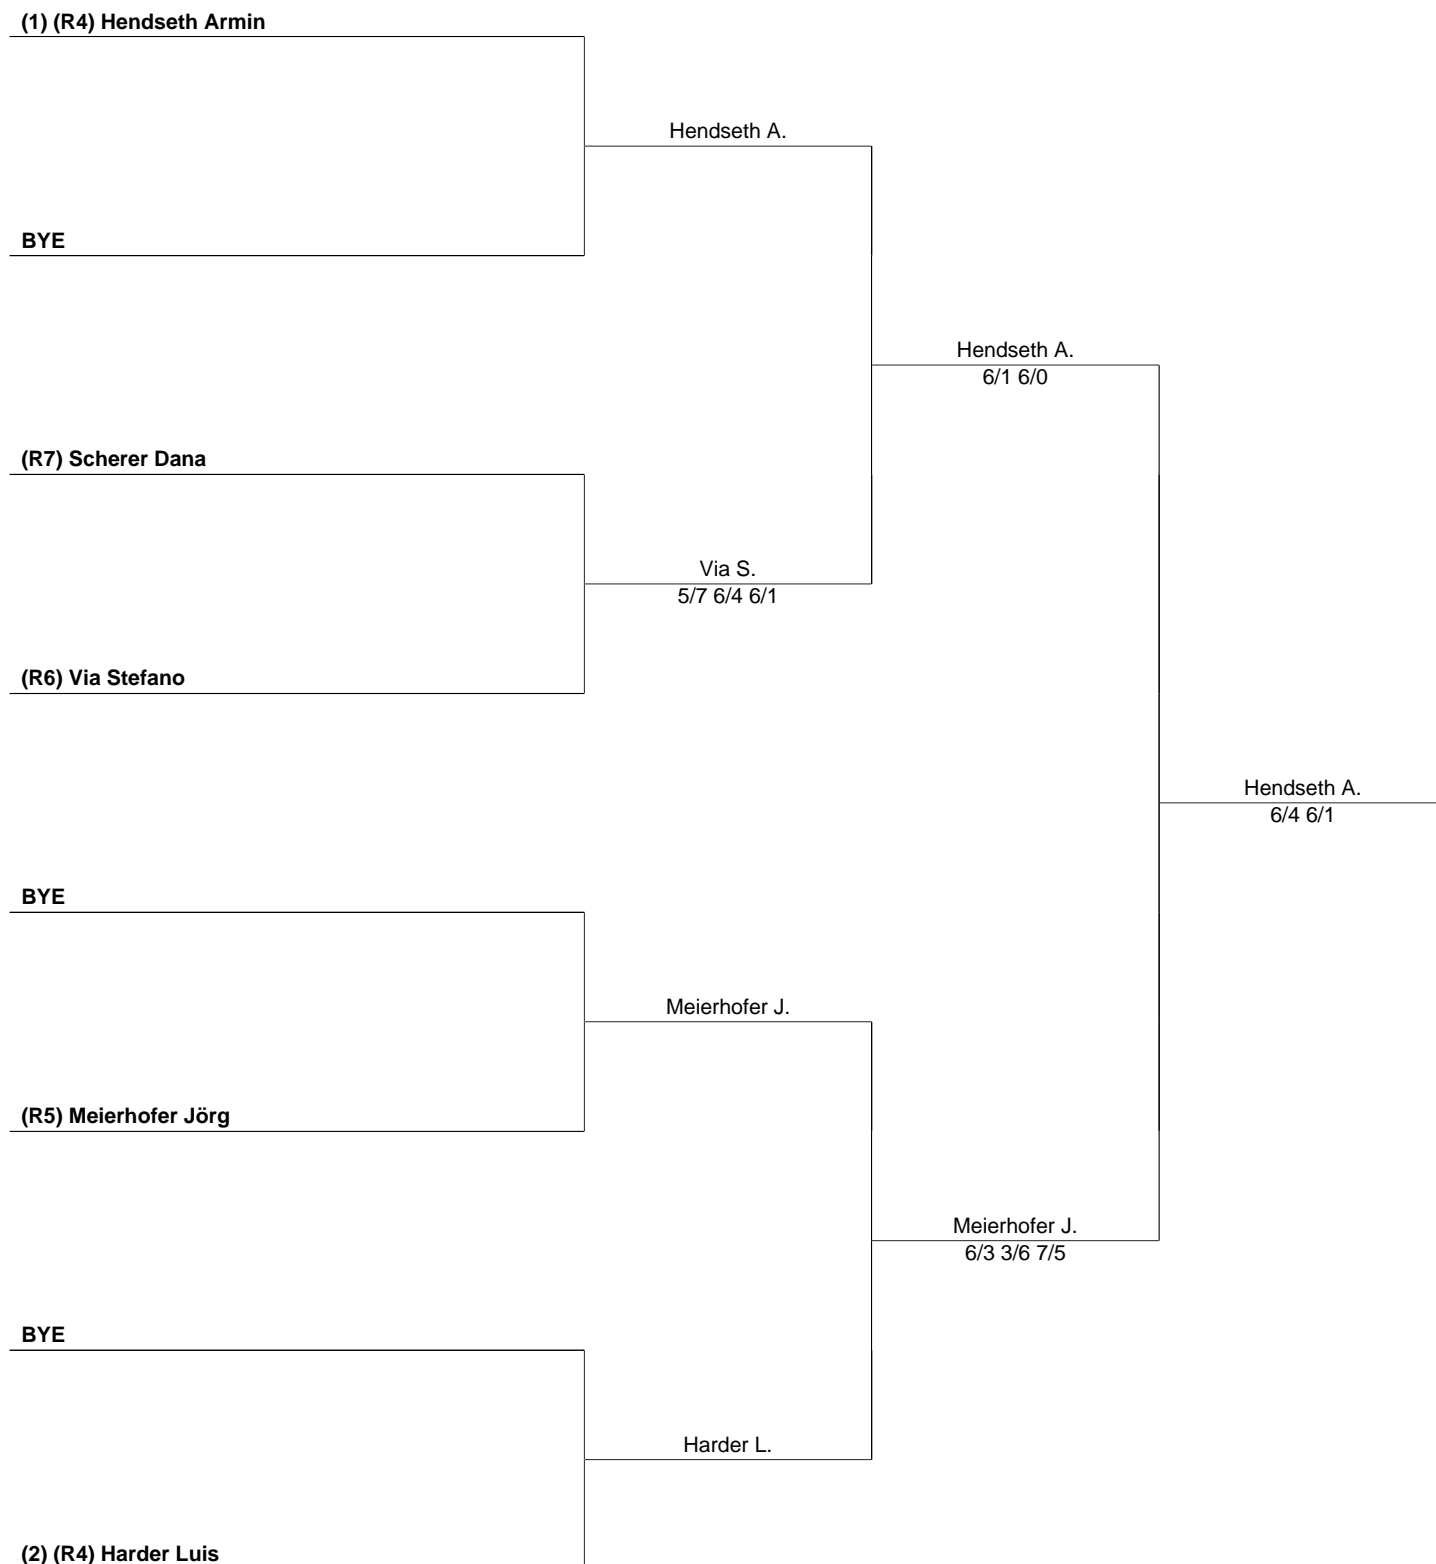 (1) (R4) Hendseth Armin
Hendseth A.
BYE
Hendseth A.
6/1 6/0
(R7) Scherer Dana
Via S.
5/7 6/4 6/1
(R6) Via Stefano
Hendseth A.
6/4 6/1
BYE
Meierhofer J.
(R5) Meierhofer Jörg
Meierhofer J.
6/3 3/6 7/5
BYE
Harder L.
(2) (R4) Harder Luis